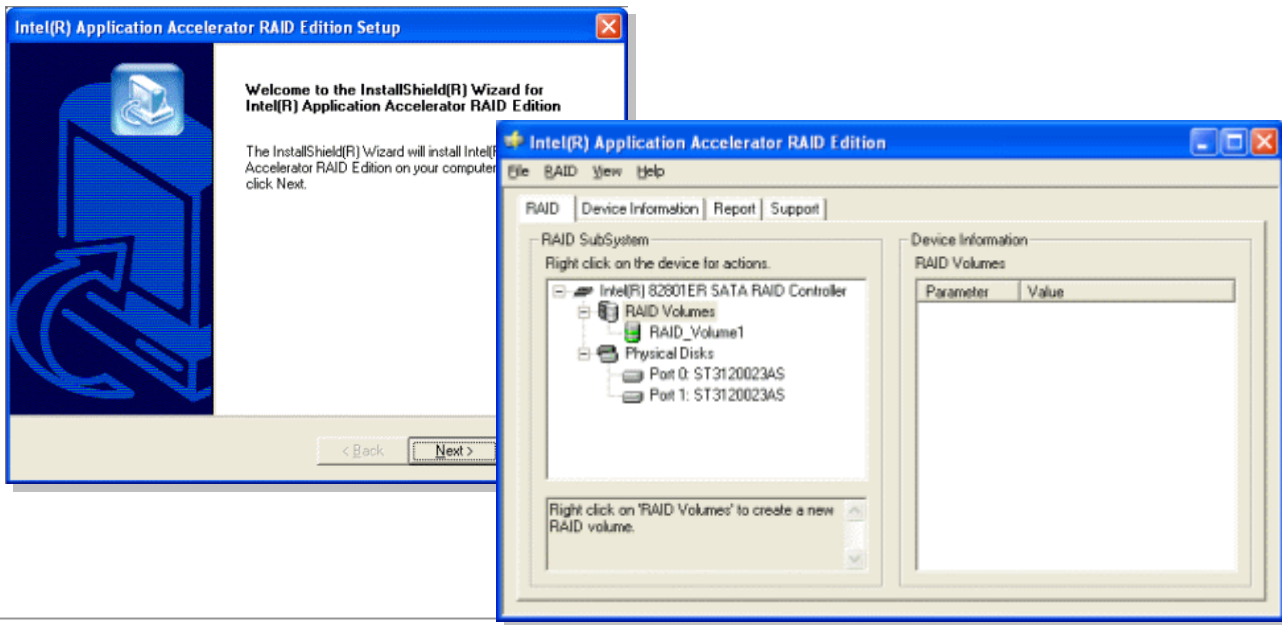 Intel(R) Application Accelerator RAID Edition Setup
Welcome to the InstallShield(R) Wizard for
Intel(R) Application Accelerator RAID Edition
The InstallShield(R) Wizard will install Intel(R
Accelerator RAID Edition on your computer
click Next.
< Back
Next >
Intel(R) Application Accelerator RAID Edition
File RAID View Help
RAID Device Information Report Support
RAID SubSystem
Right click on the device for actions.
Intel(R) 82801ER SATA RAID Controller
RAID Volumes
RAID_Volume1
Physical Disks
Port 0: ST3120023AS
Port 1: ST3120023AS
Right click on 'RAID Volumes' to create a new
RAID volume.
Device Information
RAID Volumes
Parameter Value